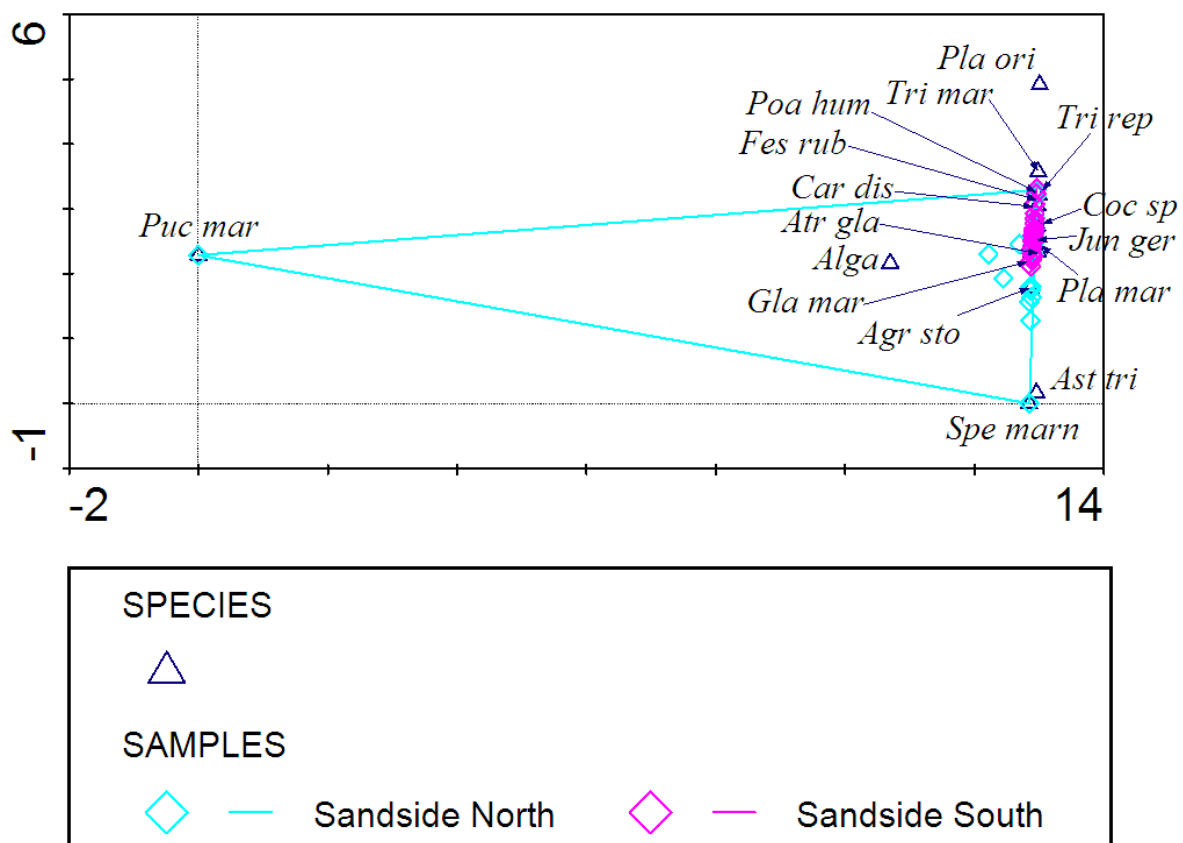 6
Pla ori
Tri mar
Poa hum
Tri rep
Fes rub
Car dis
Coc sp
Puc mar
Atr gla
Jun ger
Alga
Gla mar
Pla mar
Agr sto
Ast tri
Spe marn
-1
-2
14
SPECIES
SAMPLES
Sandside North
Sandside South